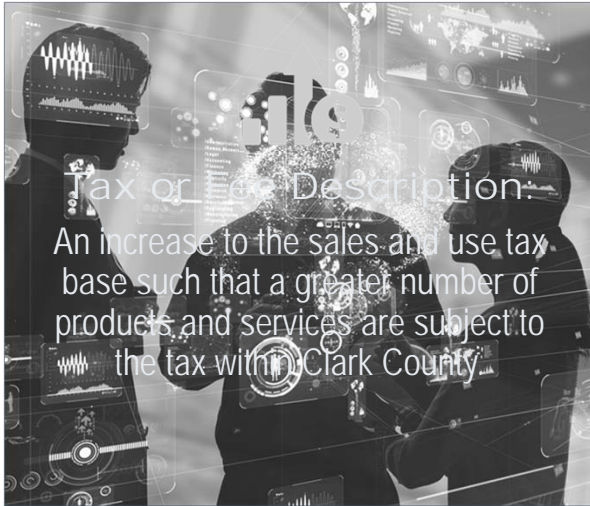 Tax or Fee Description:
An increase to the sales and use tax
base such that a greater number of
products and services are subject to
the tax within Clark County